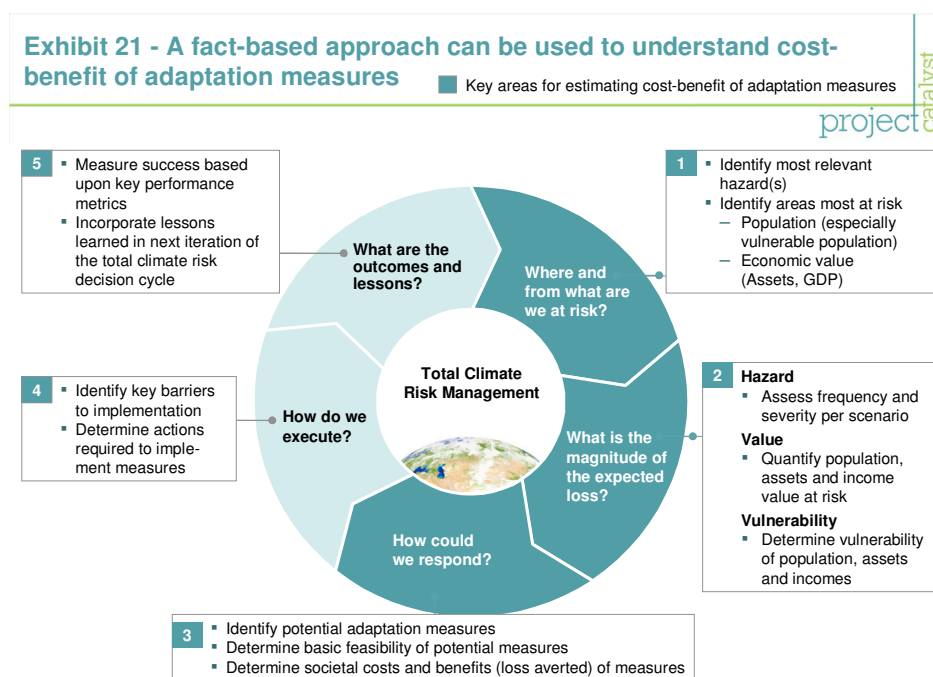 Exhibit 21 - A fact-based approach can be used to understand cost-
benefit of adaptation measures
Key areas for estimating cost-benefit of adaptation measures
project
catalyst
5
▪ Measure success based
upon key performance
metrics
▪ Incorporate lessons
learned in next iteration of
the total climate risk
decision cycle
What are the
outcomes and
lessons?
1
▪ Identify most relevant
hazard(s)
▪ Identify areas most at risk
– Population (especially
vulnerable population)
– Economic value
(Assets, GDP)
Where and
from what are
we at risk?
Total Climate
Risk Management
4
▪ Identify key barriers
to implementation
▪ Determine actions
required to imple-
ment measures
How do we
execute?
2
Hazard
▪ Assess frequency and
severity per scenario
Value
▪ Quantify population,
assets and income
value at risk
Vulnerability
▪ Determine vulnerability
of population, assets
and incomes
What is the
magnitude of
the expected
loss?
How could
we respond?
3
▪ Identify potential adaptation measures
▪ Determine basic feasibility of potential measures
▪ Determine societal costs and benefits (loss averted) of measures